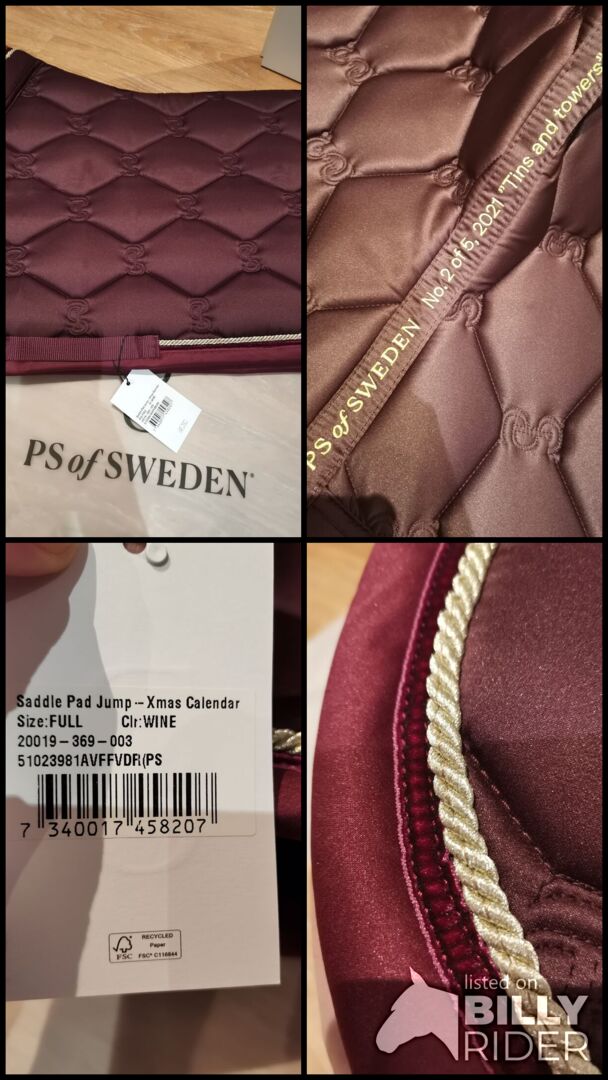 PS of SWEDEN®
PS of SWEDEN No. 2 of 5, 2021 "Tins and towers"
Saddle Pad Jump -- Xmas Calendar
Size:FULL Clr:WINE
20019-369-003
51023981AVFFVDR(PS
7 340017 458207
FSC
RECYCLED
Paper
FSC® C116844
listed on
BILLY
RIDER